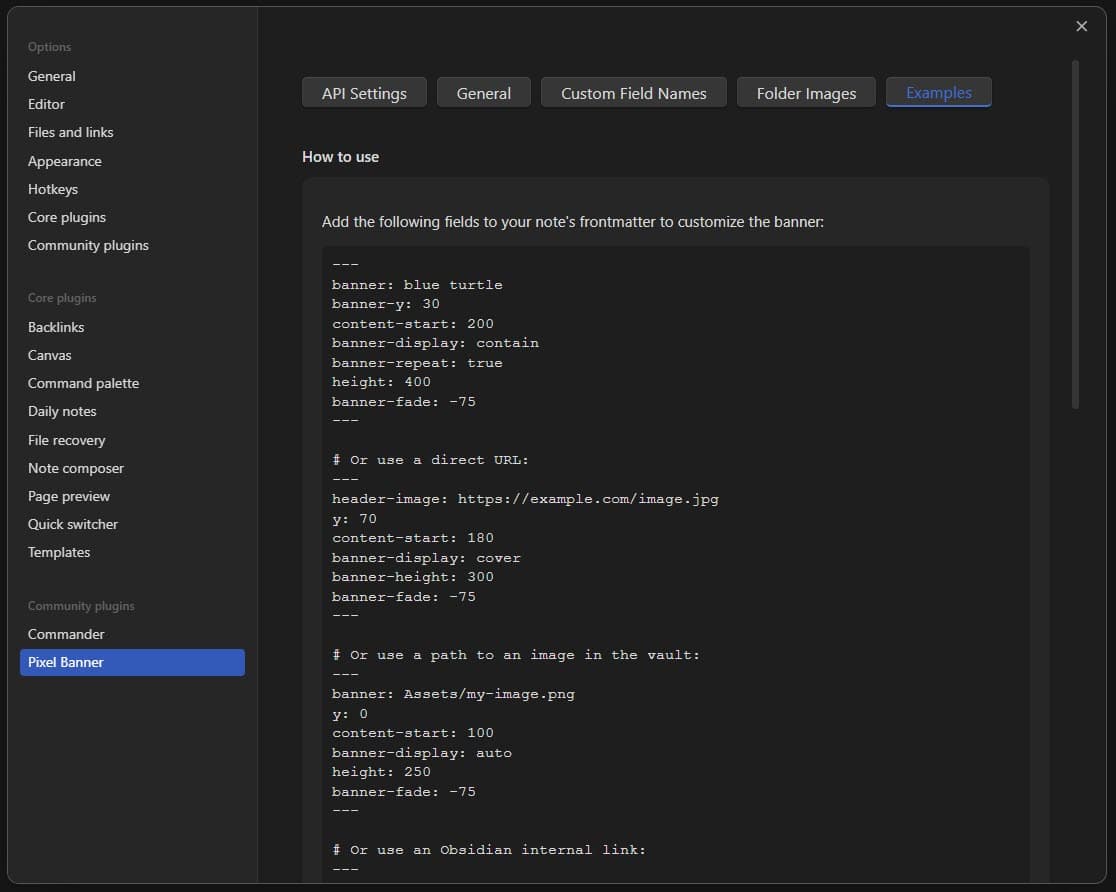 Options
General
Editor
Files and links
Appearance
Hotkeys
Core plugins
Community plugins
Core plugins
Backlinks
Canvas
Command palette
Daily notes
File recovery
Note composer
Page preview
Quick switcher
Templates
Community plugins
Commander
Pixel Banner
API Settings General Custom Field Names Folder Images Examples
How to use
Add the following fields to your note's frontmatter to customize the banner:
---
banner: blue turtle
banner-y: 30
content-start: 200
banner-display: contain
banner-repeat: true
height: 400
banner-fade: -75
---
# Or use a direct URL:
---
header-image: https://example.com/image.jpg
y: 70
content-start: 180
banner-display: cover
banner-height: 300
banner-fade: -75
---
# Or use a path to an image in the vault:
---
banner: Assets/my-image.png
y: 0
content-start: 100
banner-display: auto
height: 250
banner-fade: -75
---
# Or use an Obsidian internal link:
---